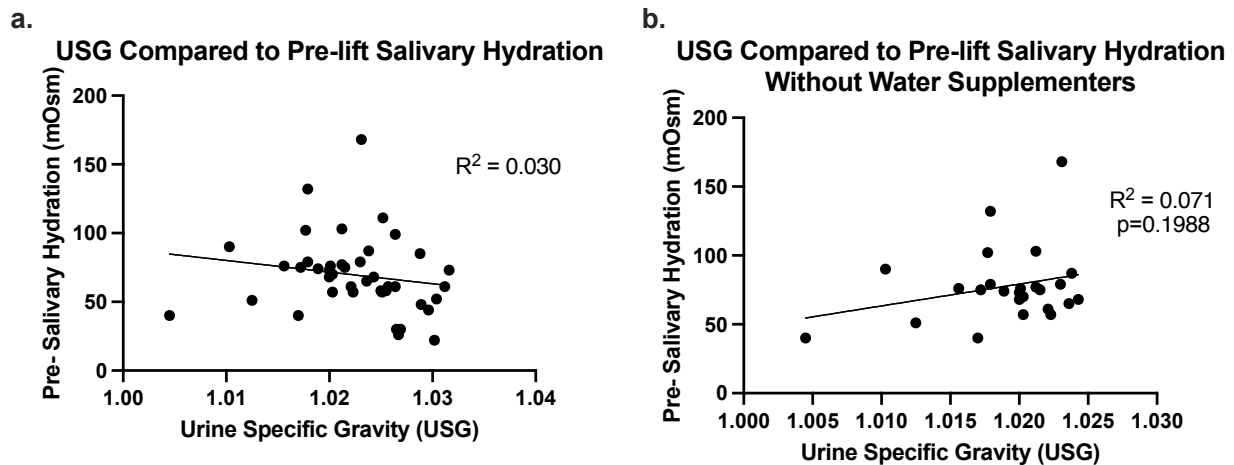 a.
USG Compared to Pre-lift Salivary Hydration
Pre- Salivary Hydration (mOsm)
200
150
100
50
0
R² = 0.030
1.00 1.01 1.02 1.03 1.04
Urine Specific Gravity (USG)
b.
USG Compared to Pre-lift Salivary Hydration
Without Water Supplementers
Pre- Salivary Hydration (mOsm)
200
150
100
50
0
R² = 0.071
p=0.1988
1.000 1.005 1.010 1.015 1.020 1.025 1.030
Urine Specific Gravity (USG)